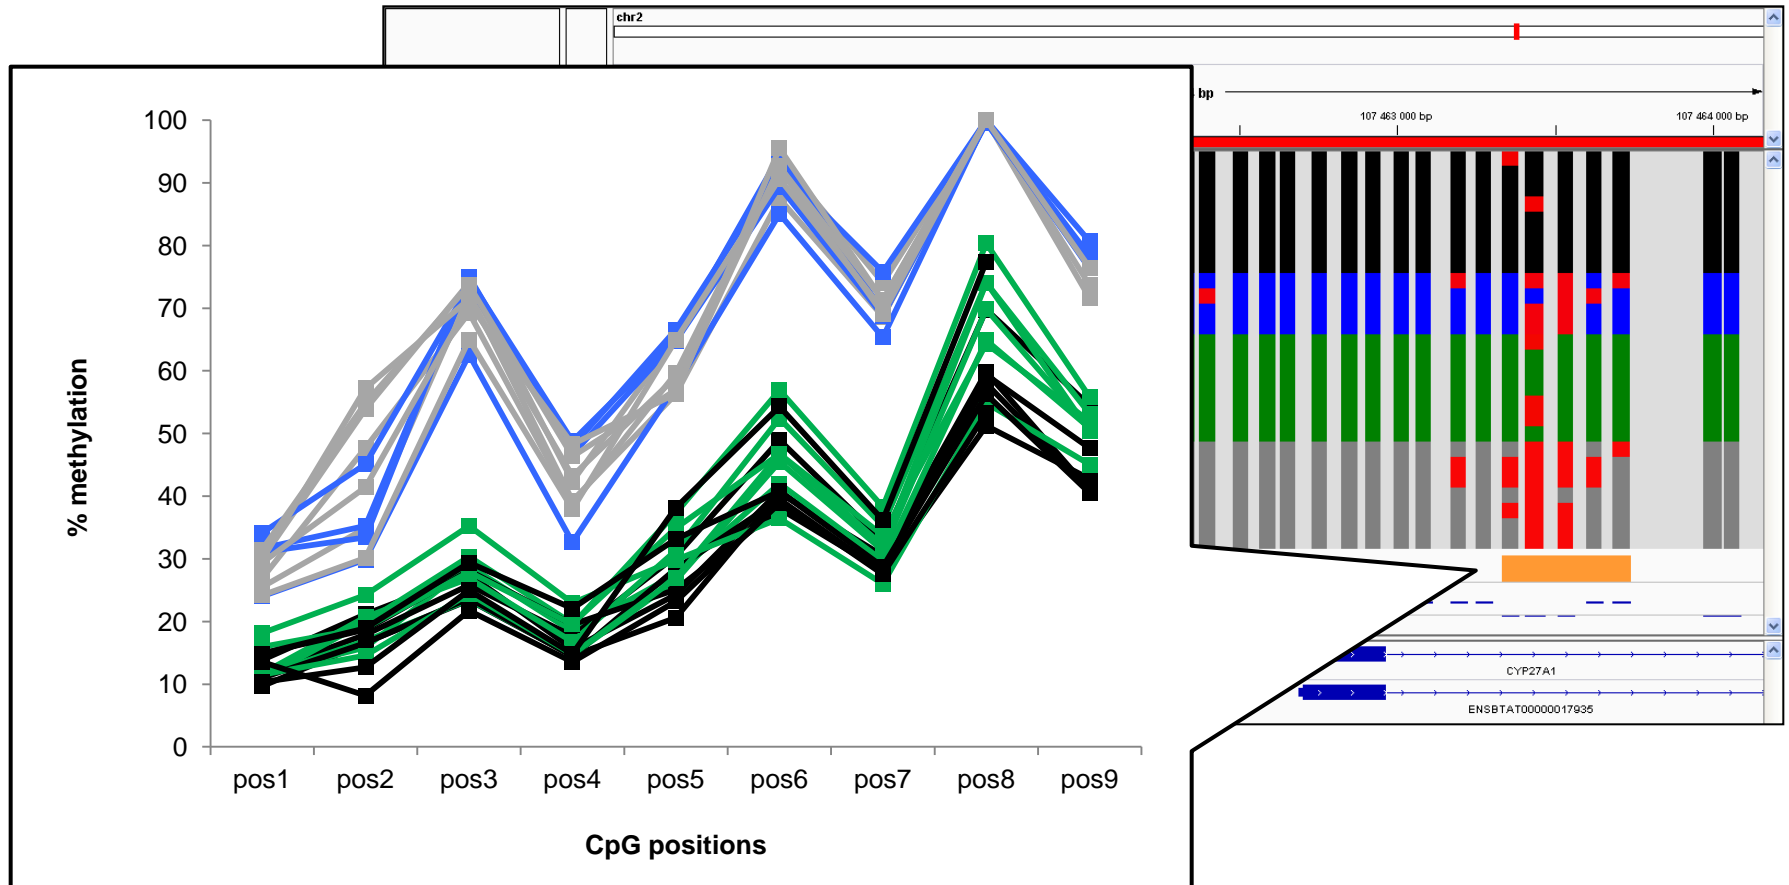 chr2
bp
107 463 000 bp
107 464 000 bp
100
90
80
70
60
50
40
30
20
10
0
% methylation
pos1 pos2 pos3 pos4 pos5 pos6 pos7 pos8 pos9
CpG positions
CYP27A1
ENSBTAT00000017935